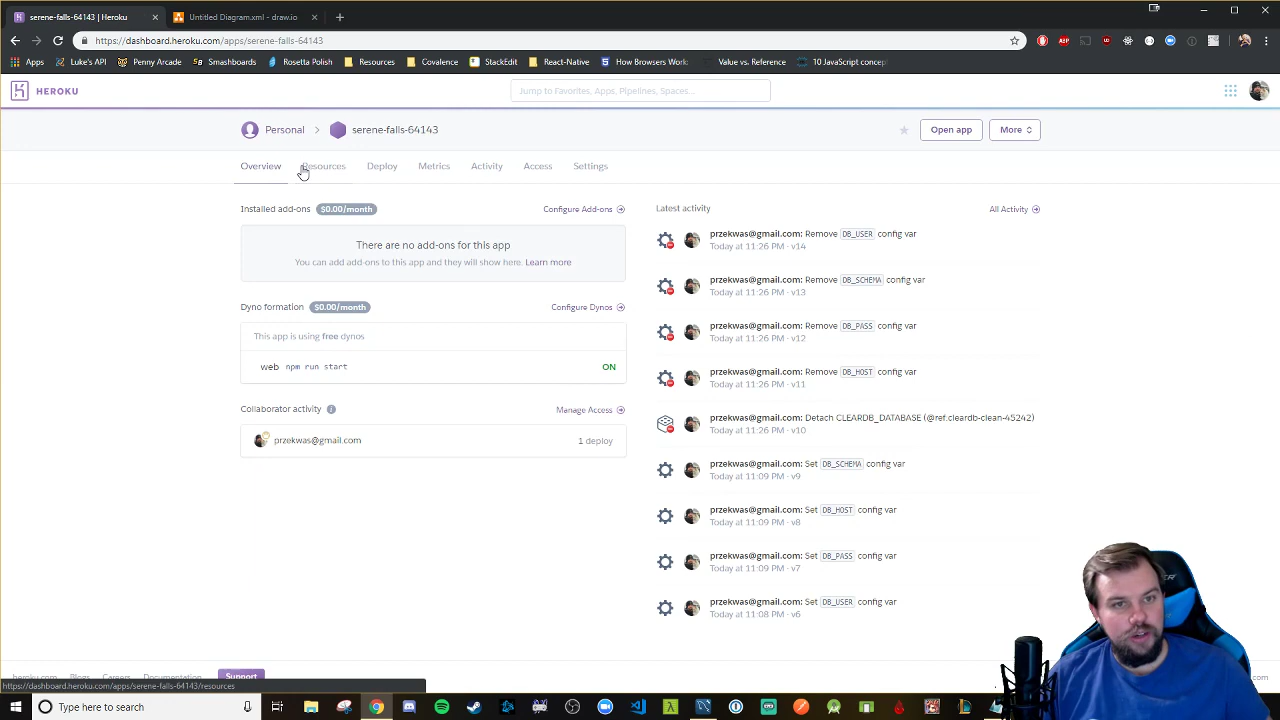 serene-falls-64143 | Heroku
Untitled Diagram.xml - draw.io
https://dashboard.heroku.com/apps/serene-falls-64143
Apps
Luke's API
Penny Arcade
Smashboards
Rosetta Polish
Resources
Covalence
Stackdit
React-Native
How Browsers Work
Value vs. Reference
10 JavaScript concept
HEROKU
Jump to Favorites, Apps, Pipelines, Spaces...
Personal > serene-falls-64143
Open app
More
Overview
Resources
Deploy
Metrics
Activity
Access
Settings
Installed add-ons $0.00/month
Configure Add-ons
There are no add-ons for this app
You can add add-ons to this app and they will show here. Learn more
Dyno formation $0.00/month
Configure Dynos
This app is using free dynos
web npm run start
ON
Collaborator activity
Manage Access
przekwas@gmail.com
1 deploy
Latest activity
All Activity
przekwas@gmail.com: Remove DB_USER config var
Today at 11:26 PM · v14
przekwas@gmail.com: Remove DB_SCHEMA config var
Today at 11:26 PM · v13
przekwas@gmail.com: Remove DB_PASS config var
Today at 11:26 PM · v12
przekwas@gmail.com: Remove DB_HOST config var
Today at 11:26 PM · v11
przekwas@gmail.com: Detach CLEARDB_DATABASE (@ref.cleardb-clean-45242)
Today at 11:26 PM · v10
przekwas@gmail.com: Set DB_SCHEMA config var
Today at 11:09 PM · v9
przekwas@gmail.com: Set DB_HOST config var
Today at 11:09 PM · v8
przekwas@gmail.com: Set DB_PASS config var
Today at 11:09 PM · v7
przekwas@gmail.com: Set DB_USER config var
Today at 11:08 PM · v6
heroku.com
Blogs
Careers
Documentation
Support
https://dashboard.heroku.com/apps/serene-falls-64143/resources
Type here to search